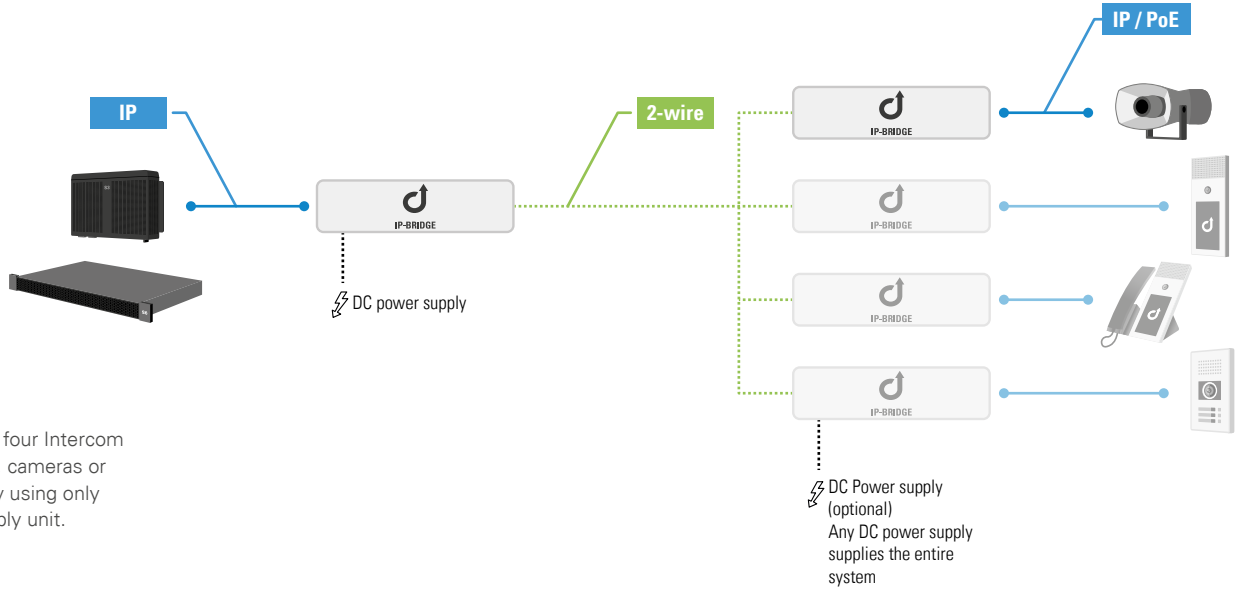 IP / PoE
IP
2-wire
IP-BRIDGE
IP-BRIDGE
IP-BRIDGE
DC power supply
IP-BRIDGE
IP-BRIDGE
four Intercom
cameras or
using only
unit.
DC Power supply
(optional)
Any DC power supply
supplies the entire
system